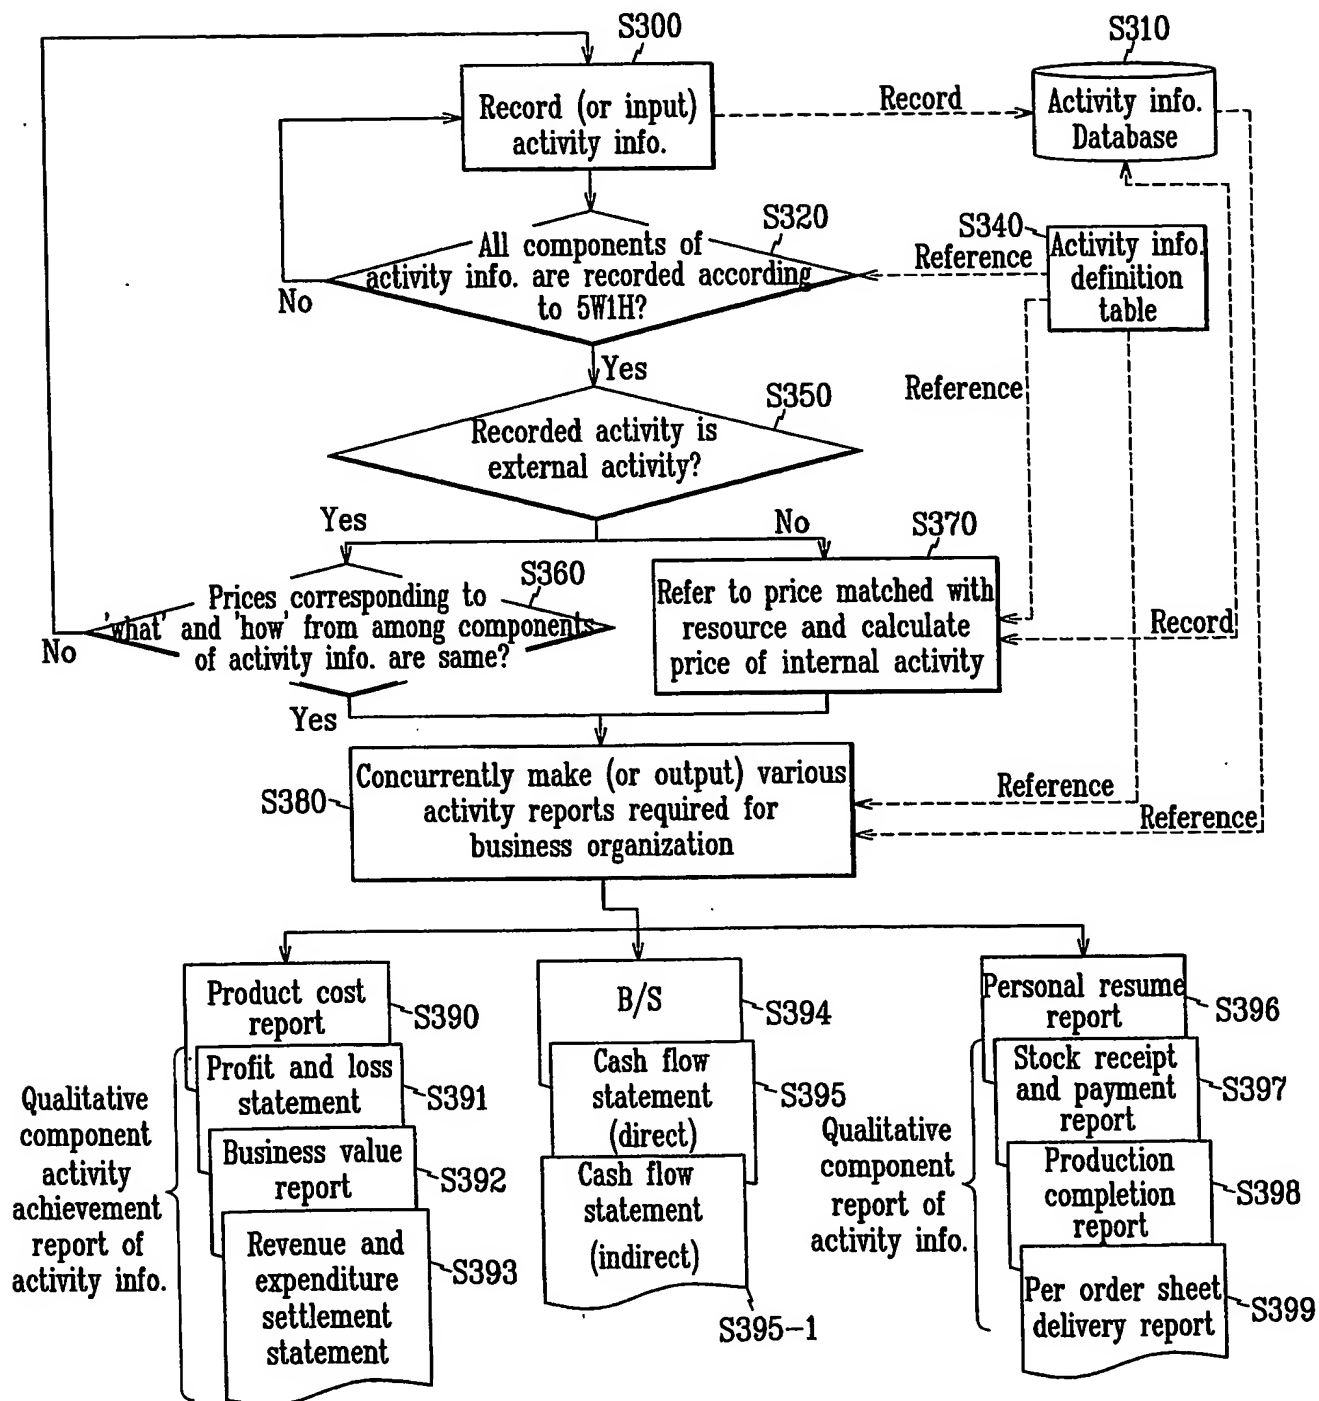 S300
S310
Record (or input)
activity info.
Record
Activity info.
Database
S320
All components of
activity info. are recorded according
to 5W1H?
No
S340
Reference
Activity info.
definition
table
Yes
Reference
S350
Recorded activity is
external activity?
Yes
No
S370
S360
Prices corresponding to
'what' and 'how' from among components
of activity info. are same?
No
Refer to price matched with
resource and calculate
price of internal activity
Record
Yes
S380
Concurrently make (or output) various
activity reports required for
business organization
Reference
Reference
Product cost
report
S390
Profit and loss
statement
S391
Business value
report
S392
Revenue and
expenditure
settlement
statement
S393
Qualitative
component
activity
achievement
report of
activity info.
B/S
S394
Cash flow
statement
(direct)
S395
Cash flow
statement
(indirect)
S395-1
Personal resume
report
S396
Stock receipt
and payment
report
S397
Production
completion
report
S398
Per order sheet
delivery report
S399
Qualitative
component
report of
activity info.